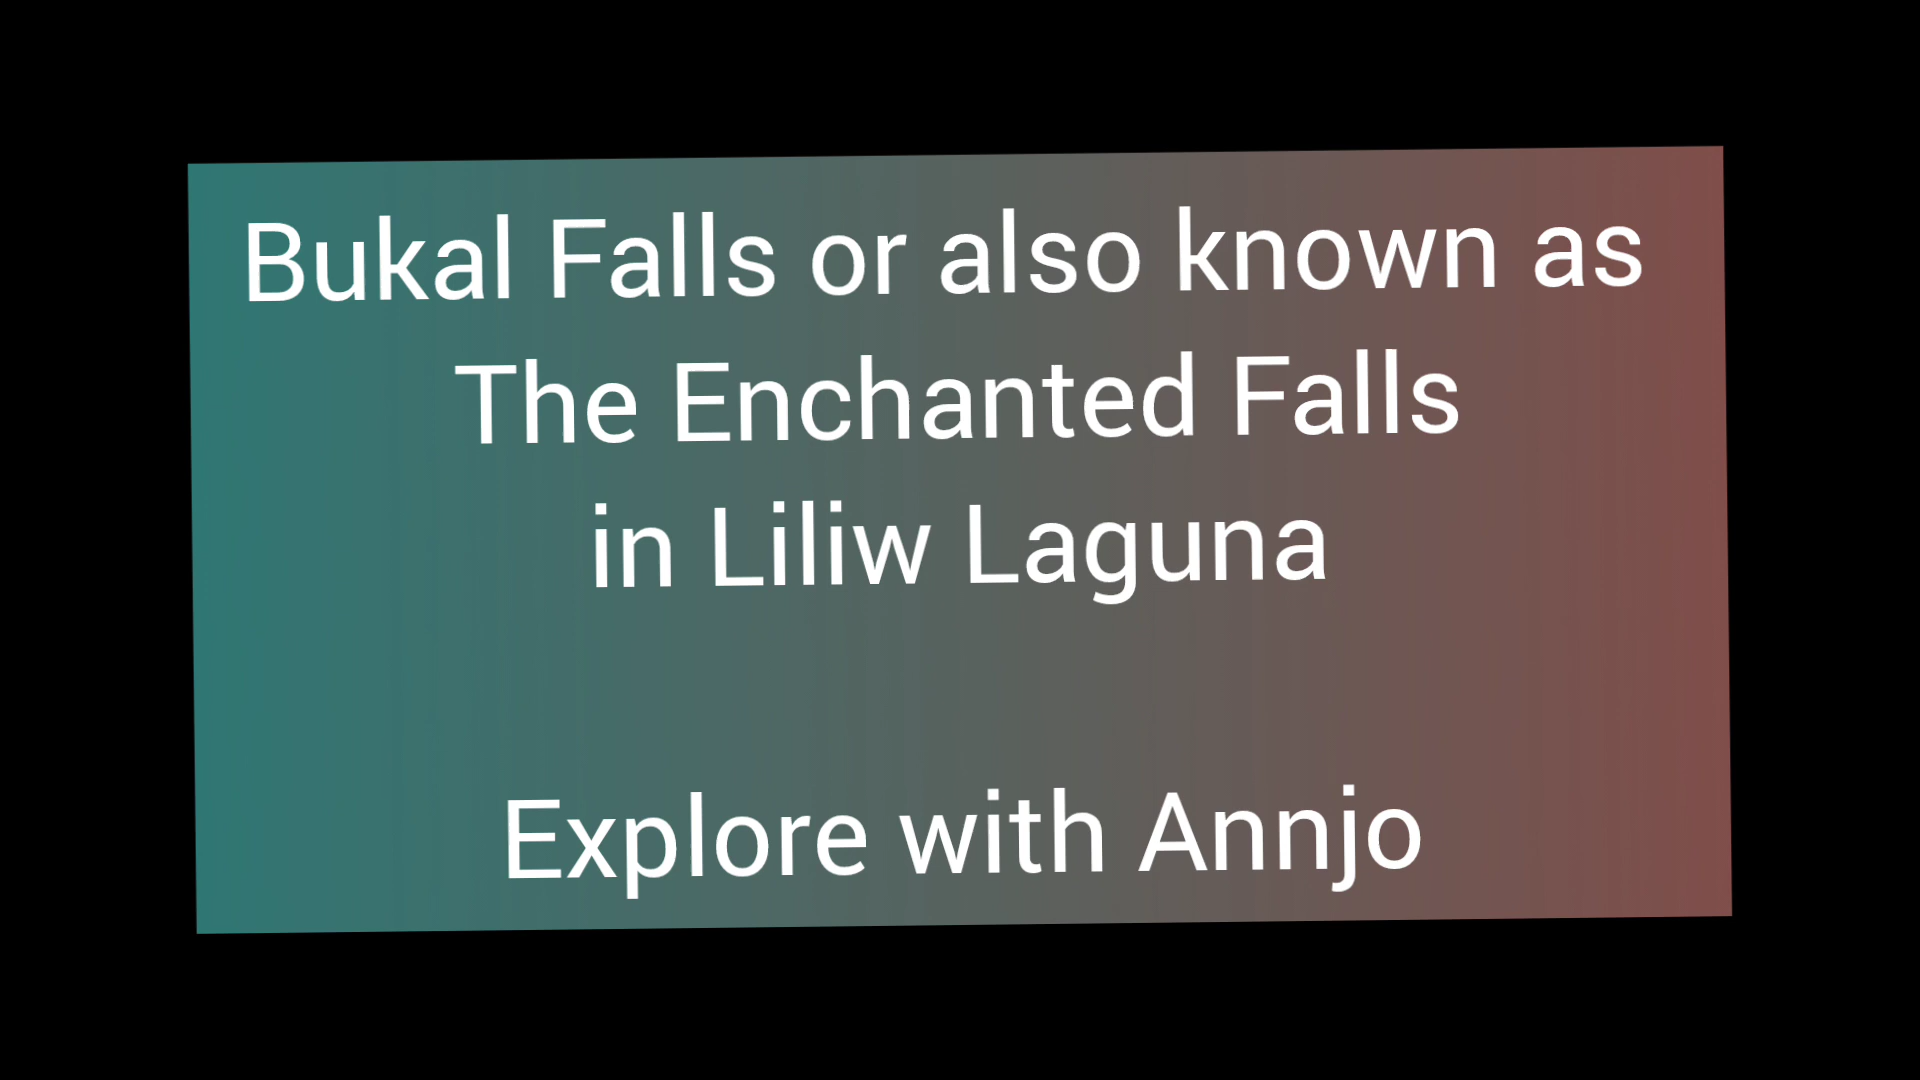 Bukal Falls or also known as
The Enchanted Falls
in Liliw Laguna
Explore with Annjo